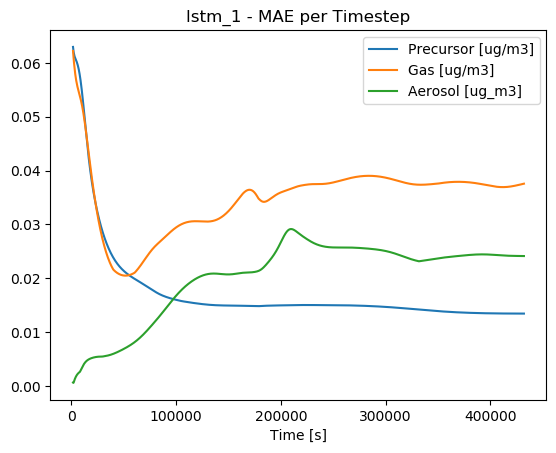 lstm_1 - MAE per Timestep
Precursor [ug/m3]
Gas [ug/m3]
Aerosol [ug_m3]
0.06
0.05
0.04
0.03
0.02
0.01
0.00
0 100000 200000 300000 400000
Time [s]